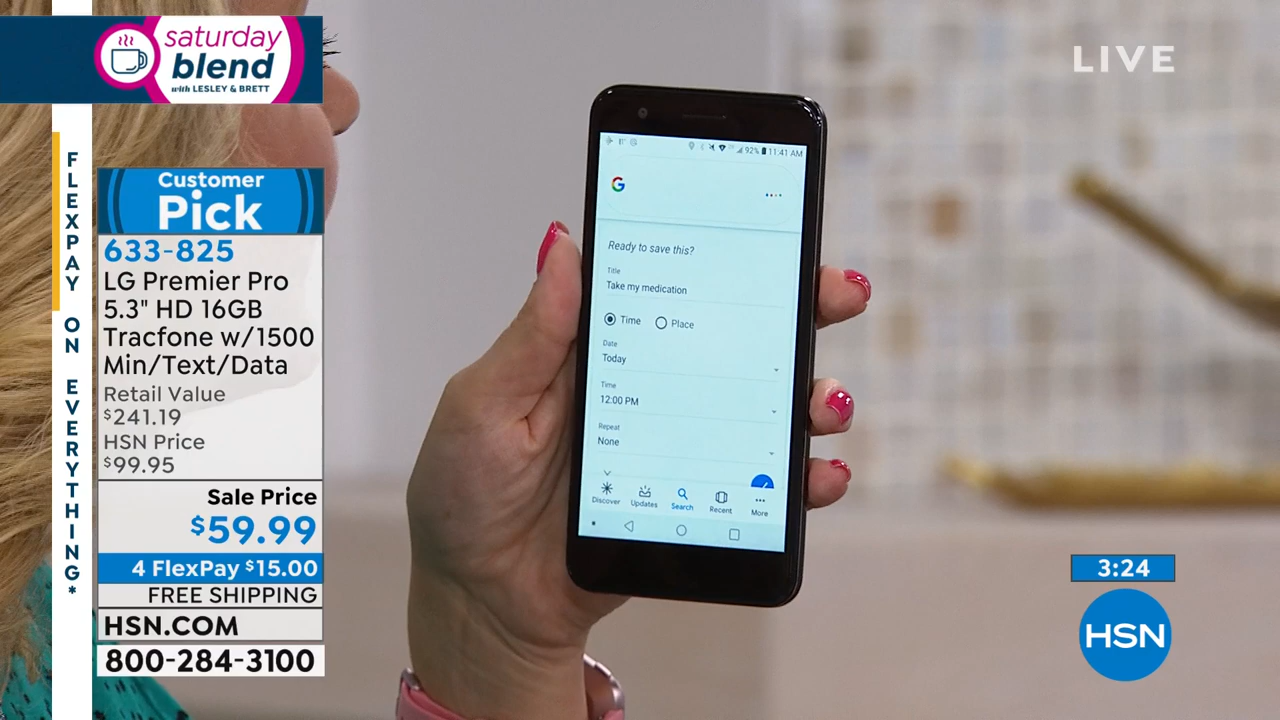 saturday
blend
with LESLEY & BRETT
LIVE
FLEXPAY ON EVERYTHING*
Customer
Pick
633-825
LG Premier Pro
5.3" HD 16GB
Tracfone w/1500
Min/Text/Data
Retail Value
$241.19
HSN Price
$99.95
Sale Price
$59.99
4 FlexPay $15.00
FREE SHIPPING
HSN.COM
800-284-3100
92% 11:41 AM
G
Ready to save this?
Title
Take my medication
Time Place
Date
Today
Time
12:00 PM
Repeat
None
Discover Updates Search Recent More
3:24
HSN